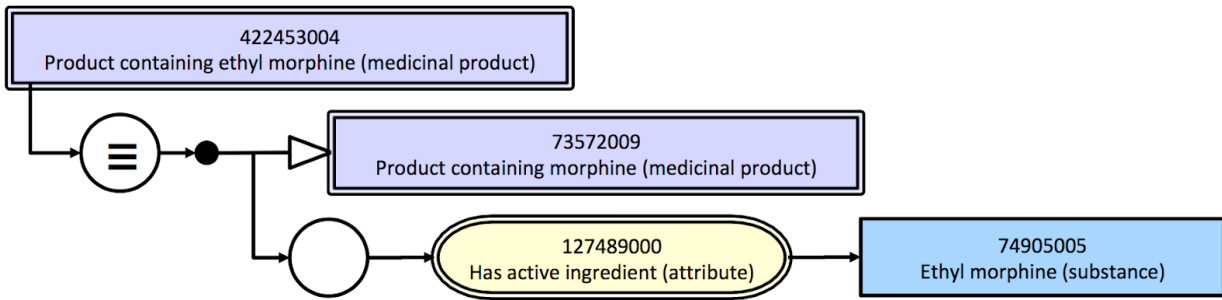 422453004
Product containing ethyl morphine (medicinal product)
73572009
Product containing morphine (medicinal product)
127489000
Has active ingredient (attribute)
74905005
Ethyl morphine (substance)